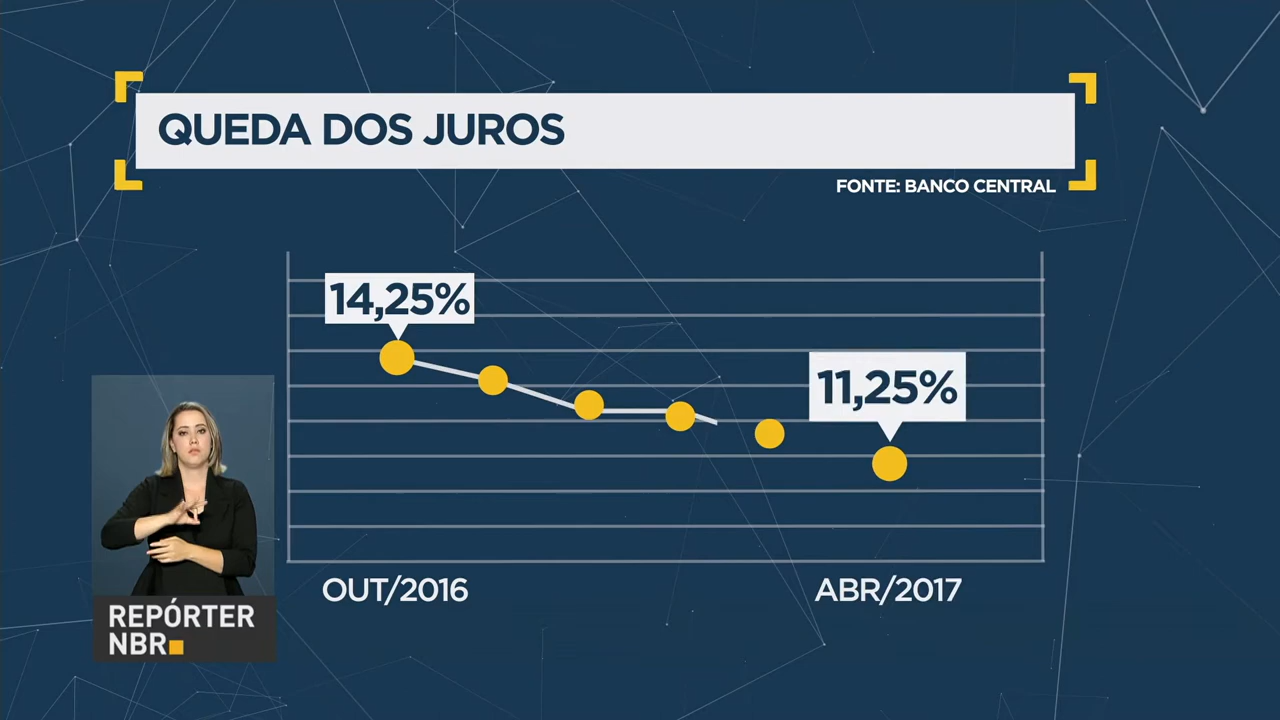 QUEDA DOS JUROS
FONTE: BANCO CENTRAL
14,25%
11,25%
OUT/2016
ABR/2017
REPÓRTER
NBR